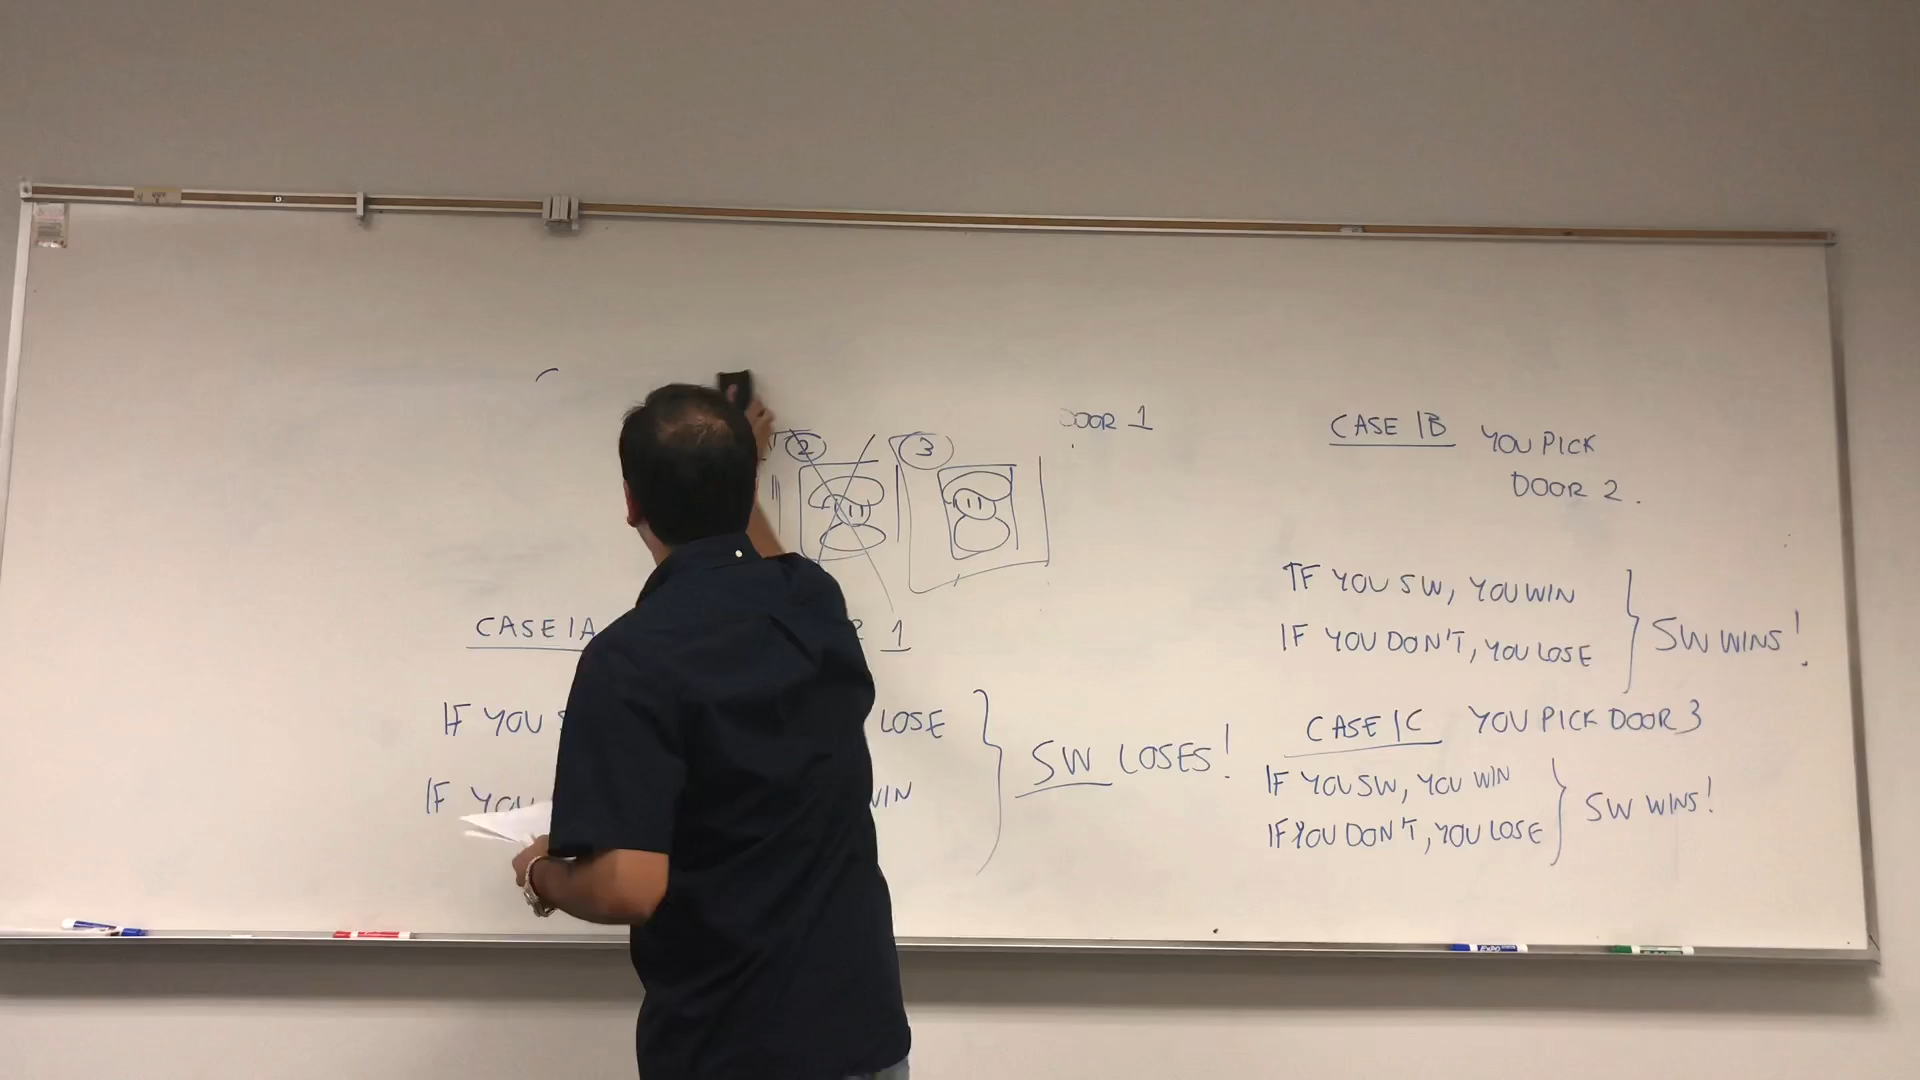 2
3
DOOR 1
CASE 1A
1
IF YOU
LOSE
IF YOU
WIN
SW LOSES!
CASE 1B YOU PICK
DOOR 2.
IF YOU SW, YOU WIN
IF YOU DON'T, YOU LOSE
SW WINS!
CASE 1C YOU PICK DOOR 3
IF YOU SW, YOU WIN
IF YOU DON'T, YOU LOSE
SW WINS!
EXPO